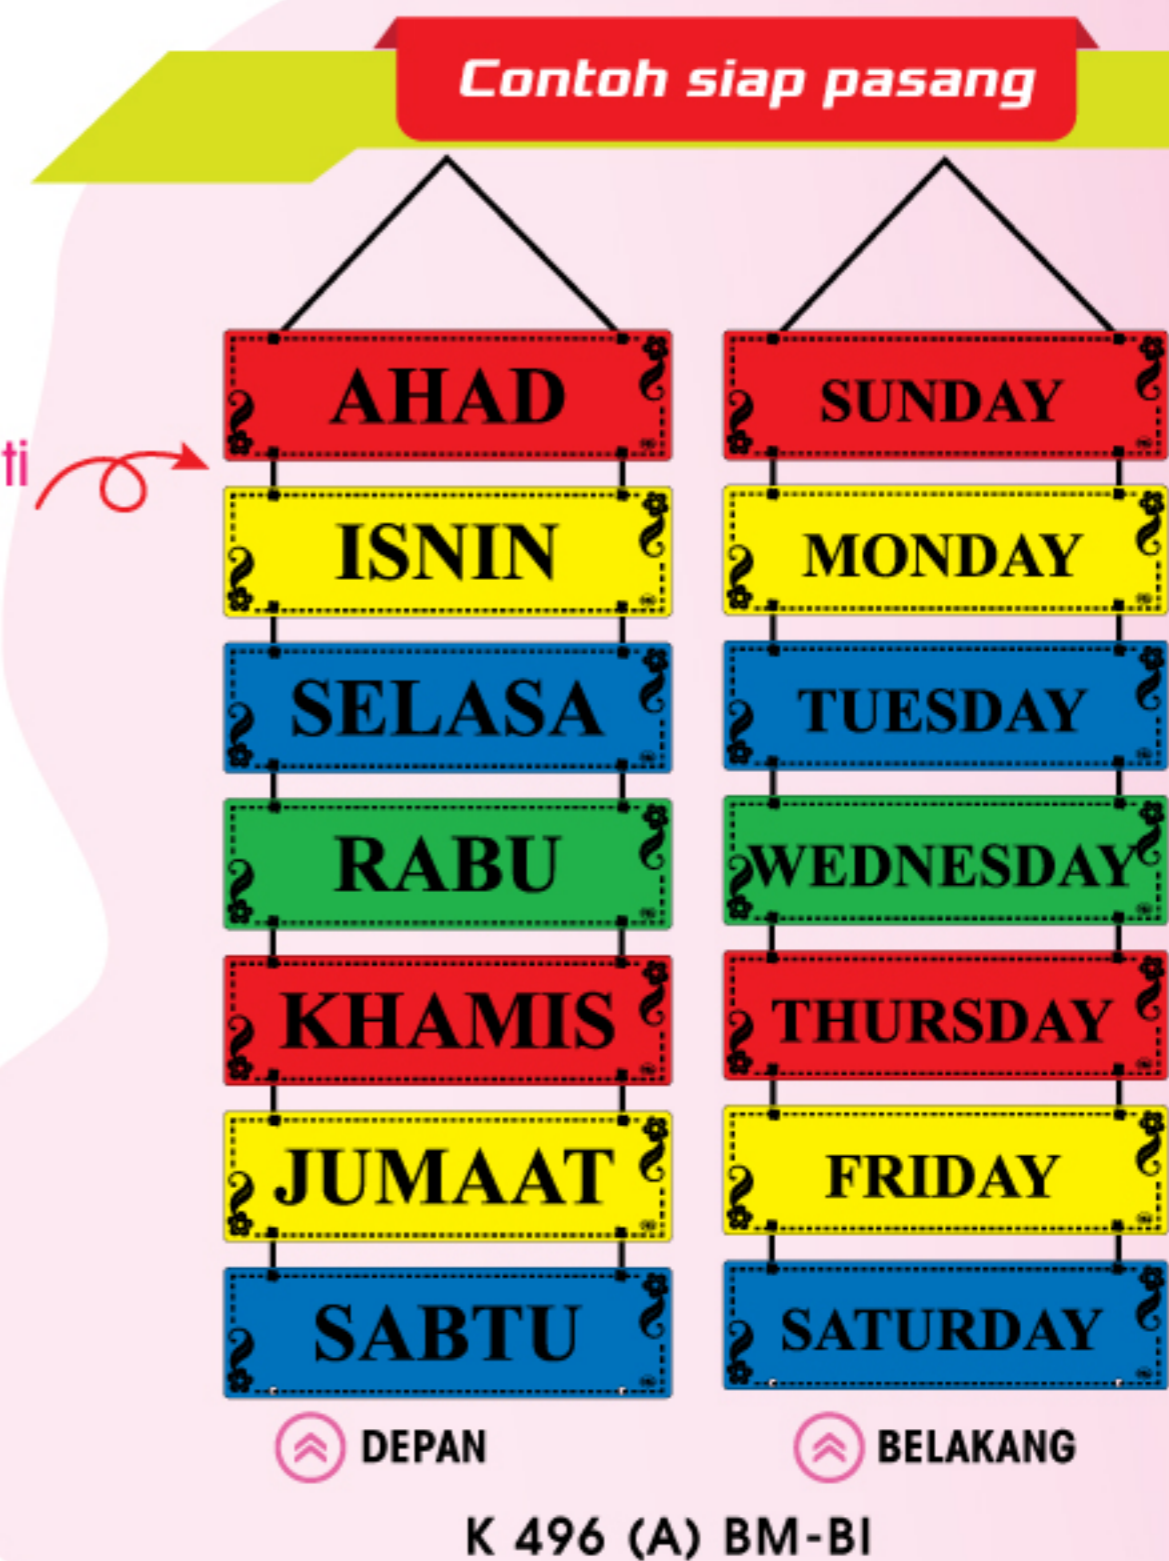 Contoh siap pasang
ti
AHAD
ISNIN
SELASA
RABU
KHAMIS
JUMAAT
SABTU
DEPAN
SUNDAY
MONDAY
TUESDAY
WEDNESDAY
THURSDAY
FRIDAY
SATURDAY
BELAKANG
K 496 (A) BM-BI